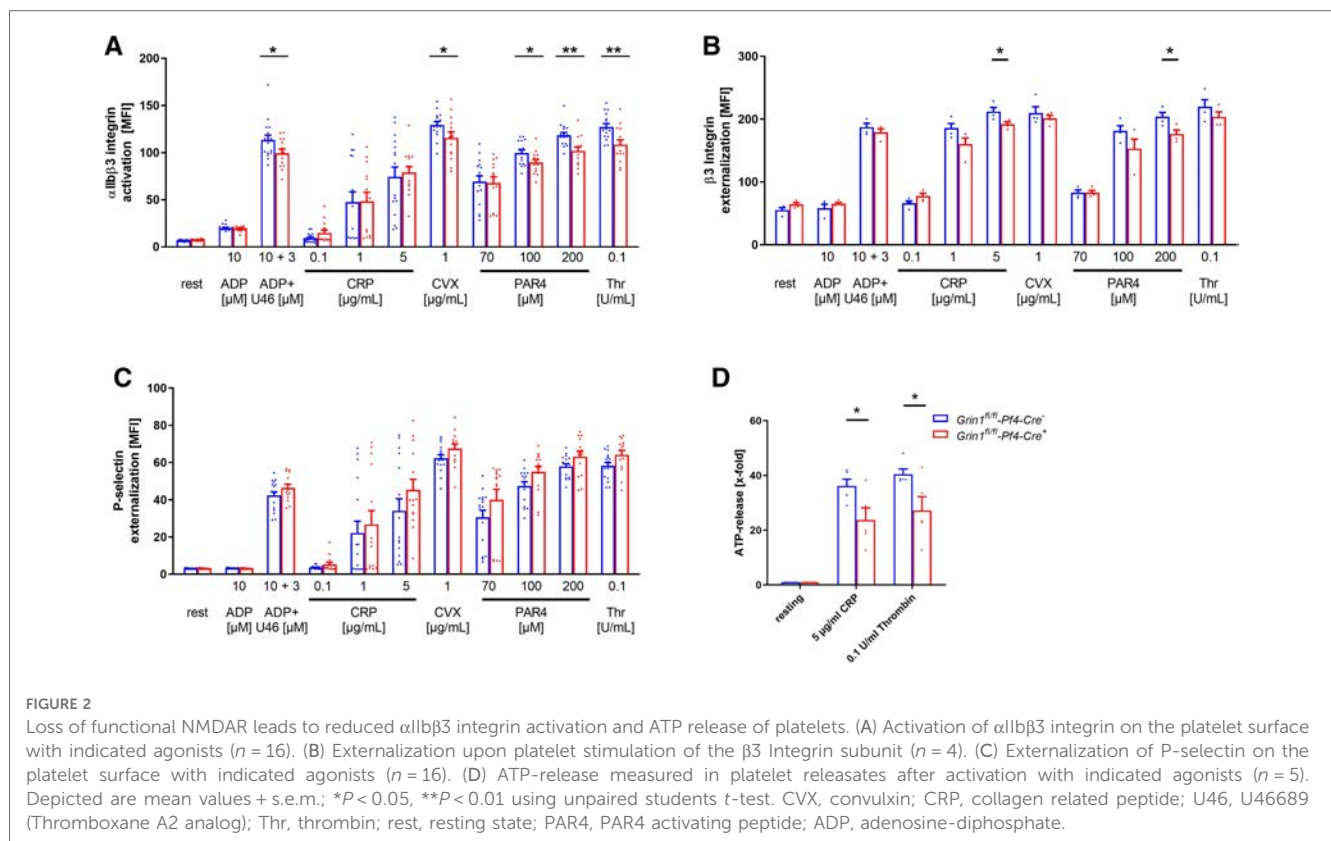 A
αIIbβ3 integrin
activation [MFI]
200
150
100
50
0
*
*
*
**
**
10
10 + 3
0.1
1
5
1
70
100
200
0.1
rest
ADP
[µM]
ADP+
U46 [µM]
CRP
[µg/mL]
CVX
[µg/mL]
PAR4
[µM]
Thr
[U/mL]
B
β3 Integrin
externalization [MFI]
300
200
100
0
*
*
10
10 + 3
0.1
1
5
1
70
100
200
0.1
rest
ADP
[µM]
ADP+
U46 [µM]
CRP
[µg/mL]
CVX
[µg/mL]
PAR4
[µM]
Thr
[U/mL]
C
P-selectin
externalization [MFI]
100
80
60
40
20
0
10
10 + 3
0.1
1
5
1
70
100
200
0.1
rest
ADP
[µM]
ADP+
U46 [µM]
CRP
[µg/mL]
CVX
[µg/mL]
PAR4
[µM]
Thr
[U/mL]
D
ATP-release [x-fold]
60
40
20
0
*
*
Grin1fl/fl-Pf4-Cre-
Grin1fl/fl-Pf4-Cre+
resting
5 µg/ml CRP
0.1 U/ml Thrombin
FIGURE 2
Loss of functional NMDAR leads to reduced αIIbβ3 integrin activation and ATP release of platelets. (A) Activation of αIIbβ3 integrin on the platelet surface
with indicated agonists (n = 16). (B) Externalization upon platelet stimulation of the β3 Integrin subunit (n = 4). (C) Externalization of P-selectin on the
platelet surface with indicated agonists (n = 16). (D) ATP-release measured in platelet releasates after activation with indicated agonists (n = 5).
Depicted are mean values + s.e.m.; *P < 0.05, **P < 0.01 using unpaired students t-test. CVX, convulxin; CRP, collagen related peptide; U46, U46689
(Thromboxane A2 analog); Thr, thrombin; rest, resting state; PAR4, PAR4 activating peptide; ADP, adenosine-diphosphate.